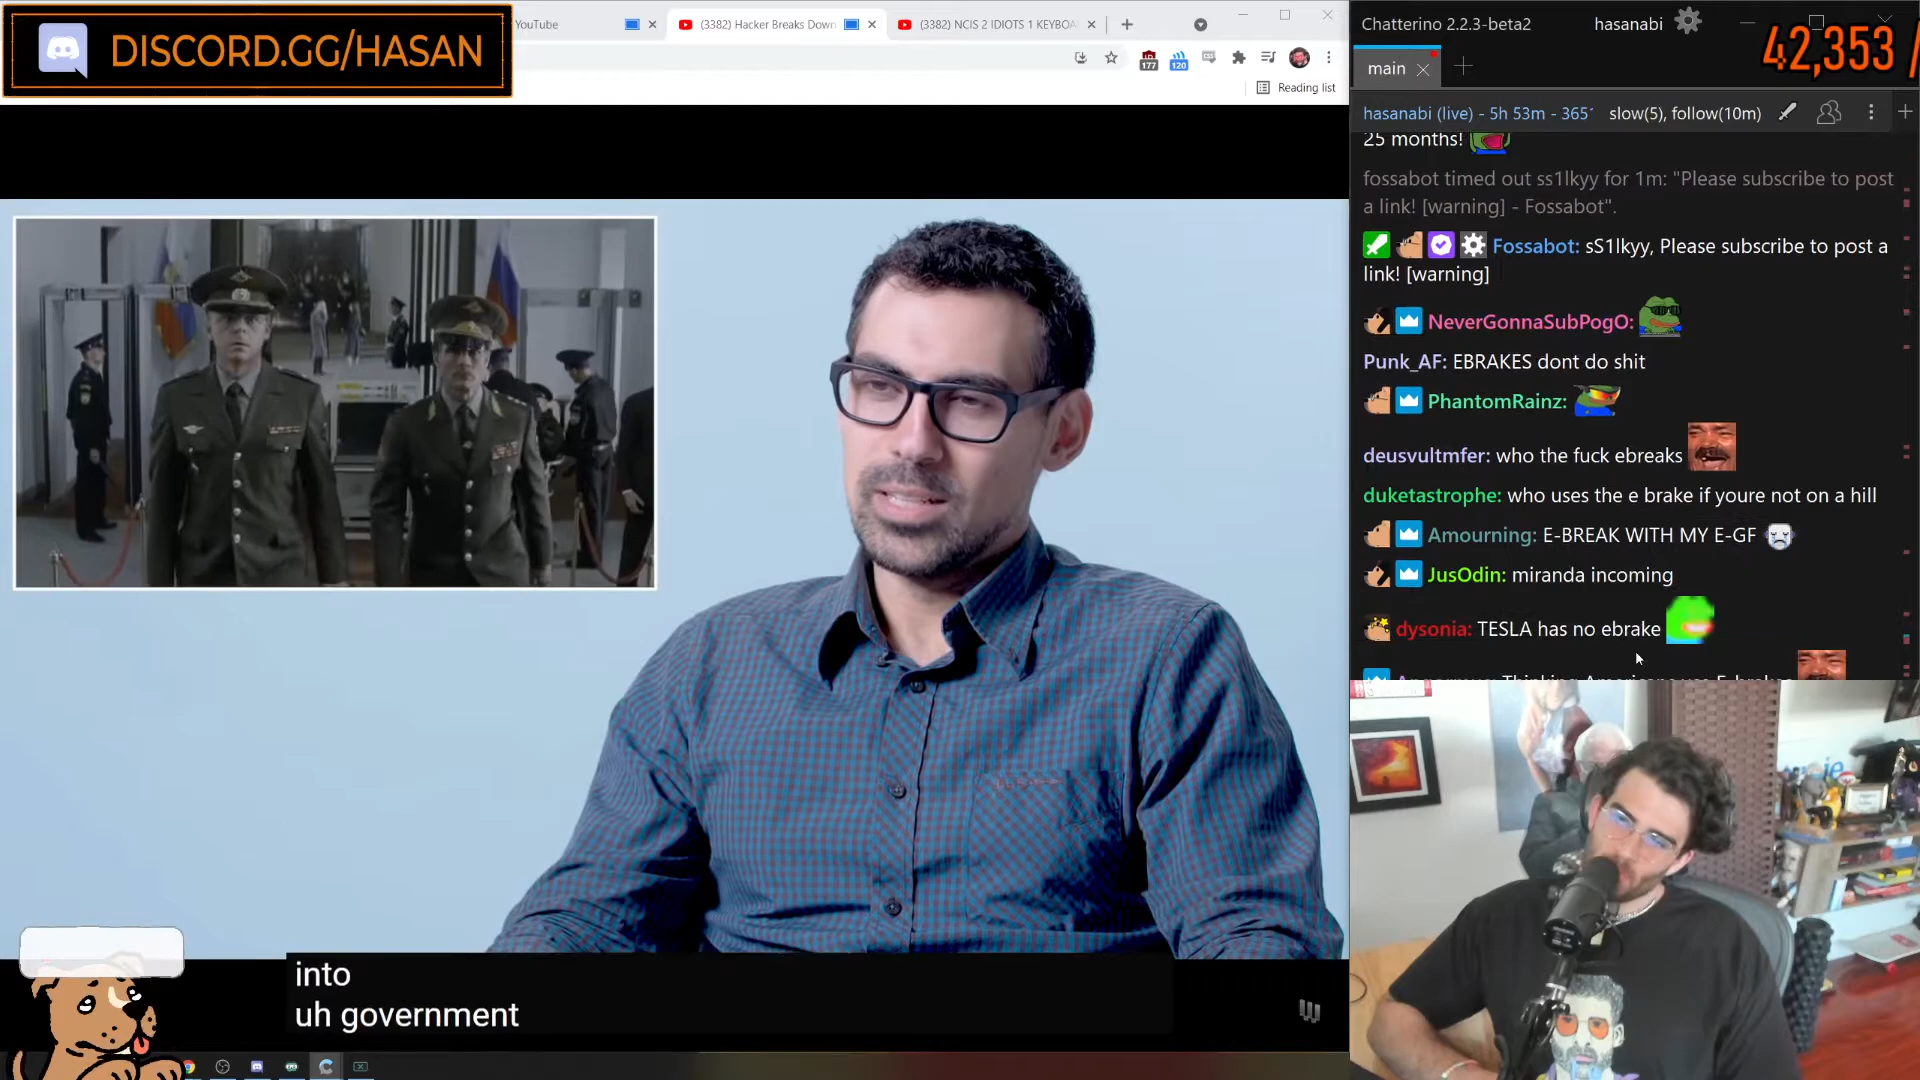 DISCORD.GG/HASAN
YouTube
(3382) Hacker Breaks Down
(3382) NCIS 2 IDIOTS 1 KEYBOA
177
120
Reading list
into
uh government
Chatterino 2.2.3-beta2
hasanabi
42,353 /
main
hasanabi (live) - 5h 53m - 365
slow(5), follow(10m)
25 months!
fossabot timed out ss1lkyy for 1m: "Please subscribe to post
a link! [warning] - Fossabot".
Fossabot: sS1lkyy, Please subscribe to post a
link! [warning]
NeverGonnaSubPogO:
Punk_AF: EBRAKES dont do shit
PhantomRainz:
deusvultmfer: who the fuck ebreaks
duketastrophe: who uses the e brake if youre not on a hill
Amourning: E-BREAK WITH MY E-GF
JusOdin: miranda incoming
dysonia: TESLA has no ebrake